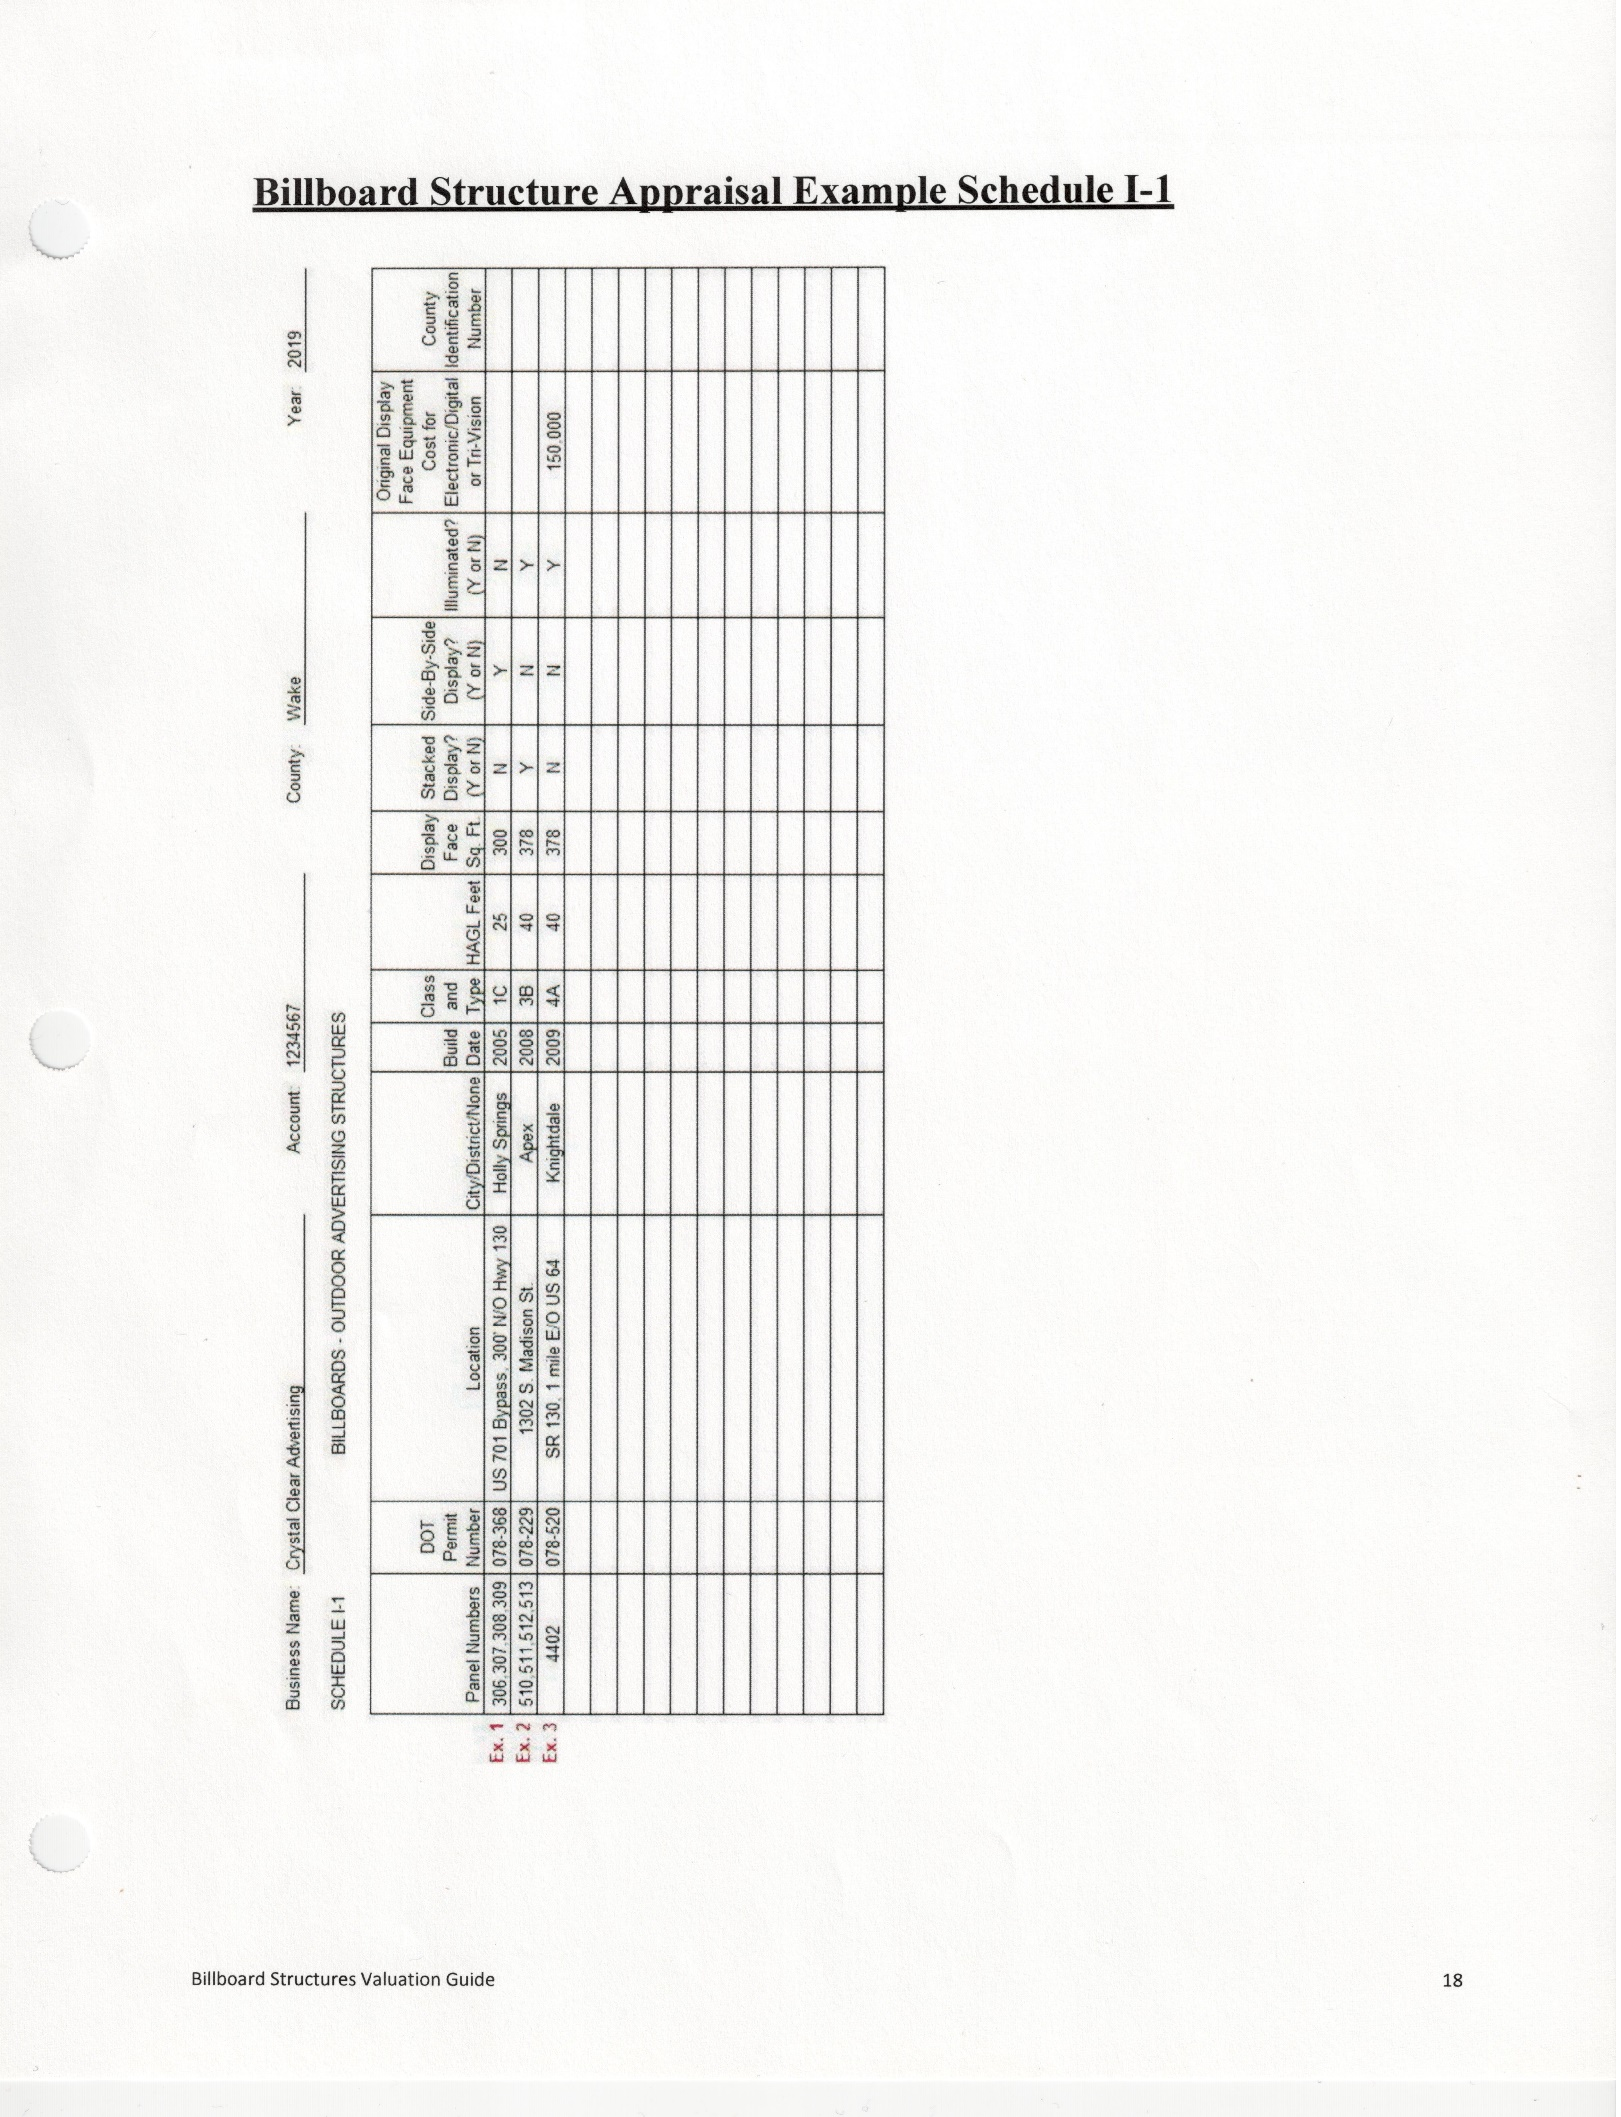 Billboard Structure Appraisal Example Schedule I-1
Business Name: Crystal Clear Advertising Account: 1234567 County: Wake Year: 2019
SCHEDULE I-1 BILLBOARDS - OUTDOOR ADVERTISING STRUCTURES
Panel Numbers DOT Permit Number Location City/District/None Build Date Class and Type HAGL Feet Display Face Sq. Ft. Stacked Display? (Y or N) Side-By-Side Display? (Y or N) Illuminated? (Y or N) Original Display Face Equipment Cost for Electronic/Digital or Tri-Vision County Identification Number
Ex. 1 306,307,308,309 078-368 US 701 Bypass, 300' N/O Hwy 130 Holly Springs 2005 1C 25 300 N Y N
Ex. 2 510,511,512,513 078-229 1302 S. Madison St. Apex 2008 3B 40 378 Y N Y
Ex. 3 4402 078-520 SR 130, 1 mile E/O US 64 Knightdale 2009 4A 40 378 N N Y 150,000
Billboard Structures Valuation Guide 18